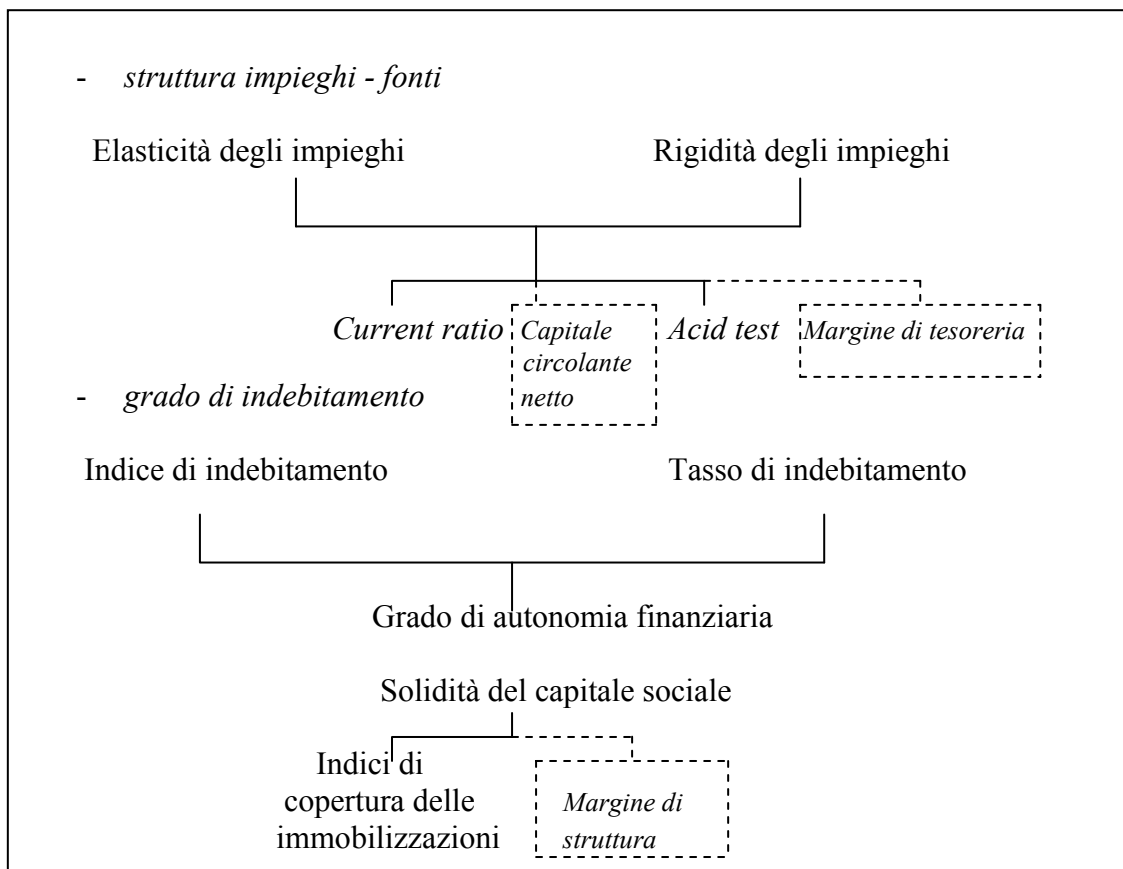 - struttura impieghi - fonti
Elasticità degli impieghi
Rigidità degli impieghi
Current ratio
Capitale
circolante
netto
Acid test
Margine di tesoreria
- grado di indebitamento
Indice di indebitamento
Tasso di indebitamento
Grado di autonomia finanziaria
Solidità del capitale sociale
Indici di
copertura delle
immobilizzazioni
Margine di
struttura